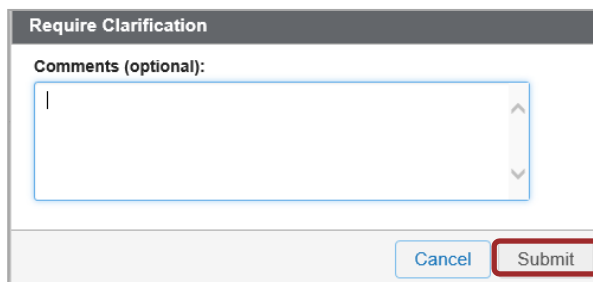 Require Clarification
Comments (optional):
Cancel Submit